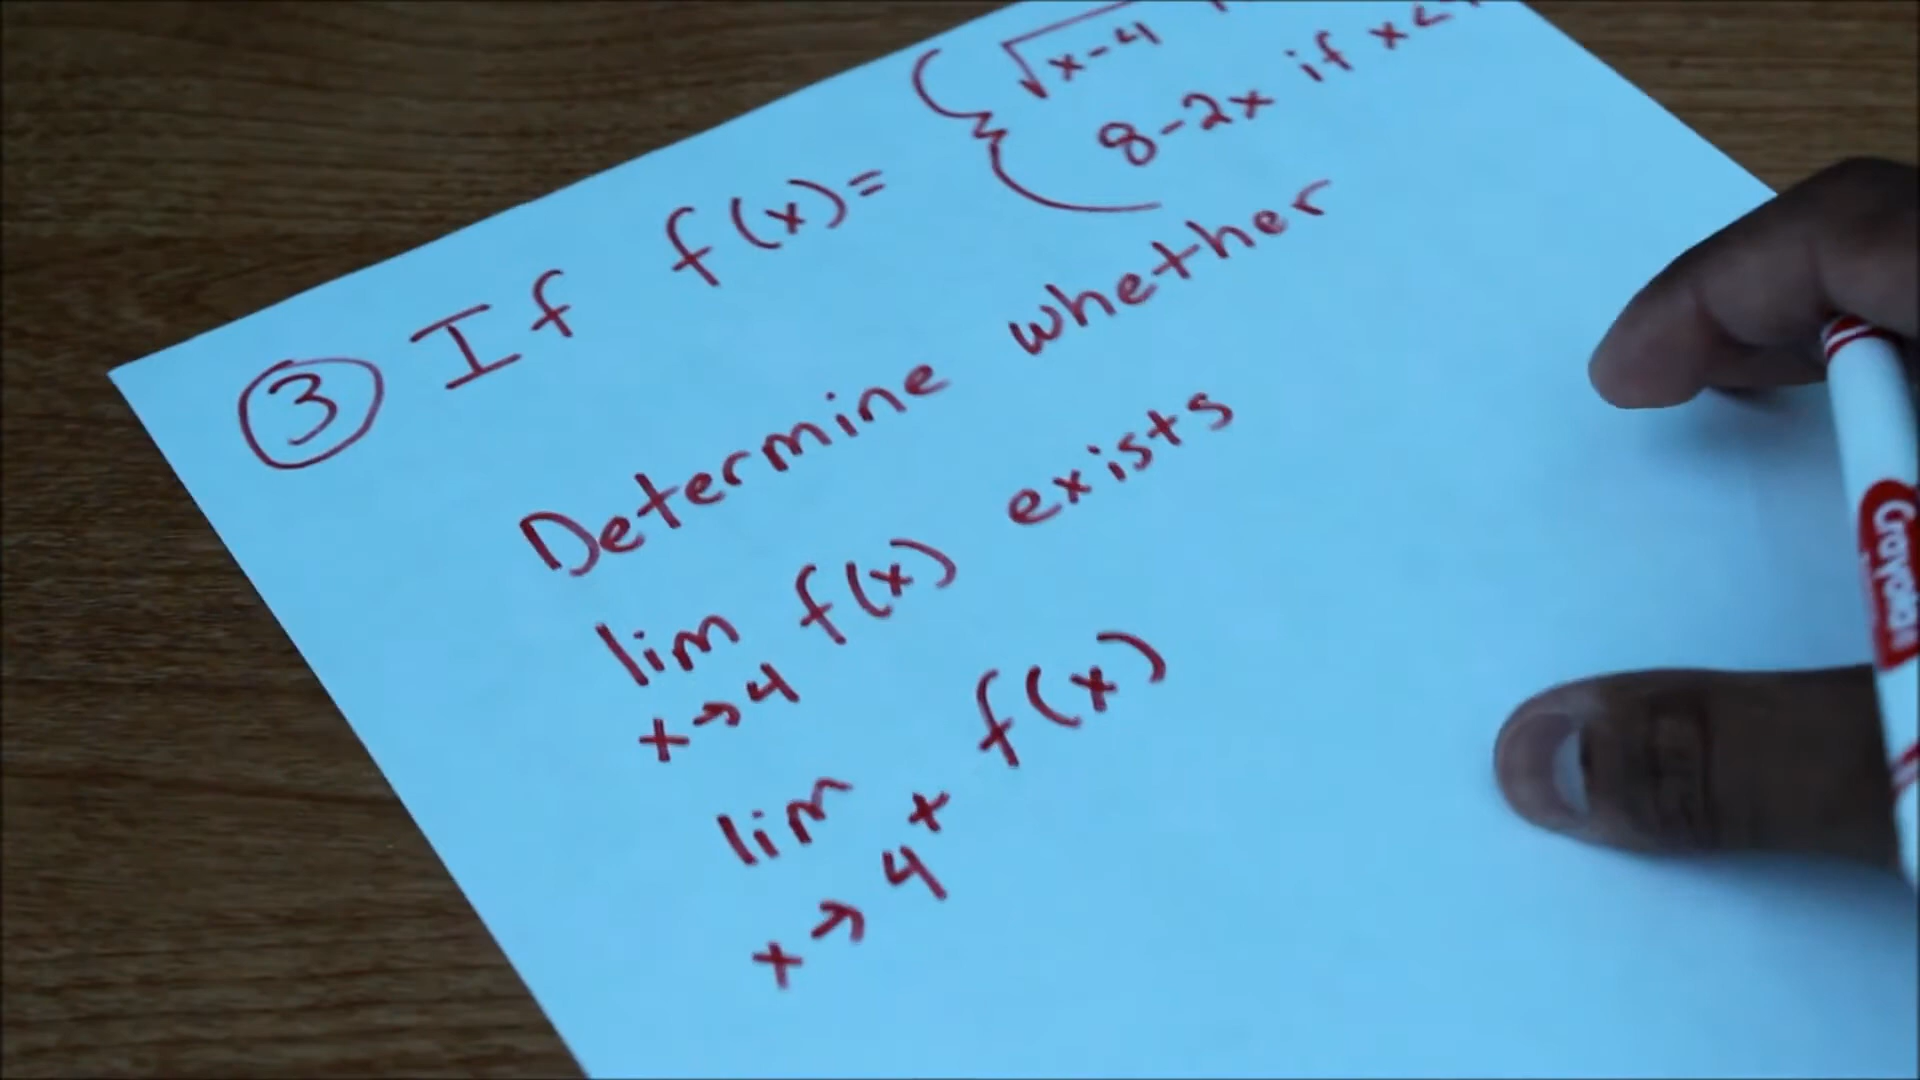 ③ If f(x)= { √x-4
8-2x if x<
Determine whether
lim f(x) exists
x→4
lim f(x)
x→4⁺
Crayola